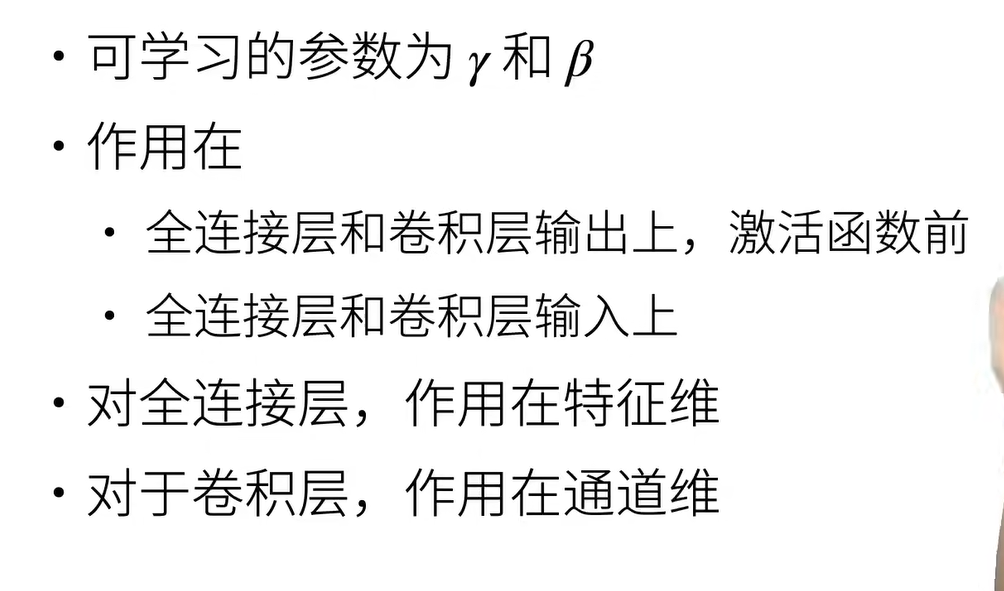 • 可学习的参数为 γ 和 β
• 作用在
• 全连接层和卷积层输出上，激活函数前
• 全连接层和卷积层输入上
• 对全连接层，作用在特征维
• 对于卷积层，作用在通道维